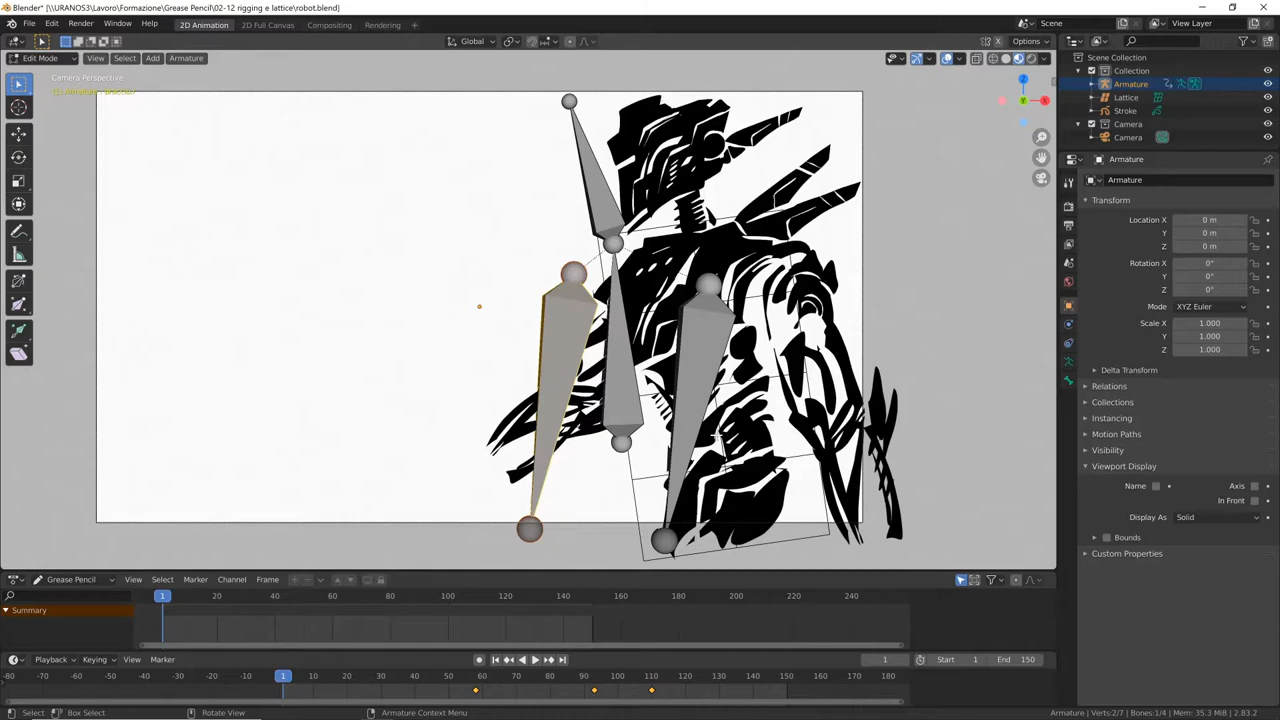 Blender* [\\URANOS3\Lavoro\Formazione\Grease Pencil\02-12 rigging e lattice\robot.blend]
File Edit Render Window Help 2D Animation 2D Full Canvas Compositing Rendering Scene View Layer
Global Options
Edit Mode View Select Add Armature
Camera Perspective
(1) Armature : braccio
Scene Collection
Collection
Armature
Lattice
Stroke
Camera
Camera
Armature
Armature
Transform
Location X 0 m
Y 0 m
Z 0 m
Rotation X 0°
Y 0°
Z 0°
Mode XYZ Euler
Scale X 1.000
Y 1.000
Z 1.000
Delta Transform
Relations
Collections
Instancing
Motion Paths
Visibility
Viewport Display
Name Axis
In Front
Display As Solid
Bounds
Custom Properties
Grease Pencil View Select Marker Channel Frame
1 20 40 60 80 100 120 140 160 180 200 220 240
Summary
Playback Keying View Marker 1 Start 1 End 150
-80 -70 -60 -50 -40 -30 -20 -10 1 10 20 30 40 50 60 70 80 90 100 110 120 130 140 150 160 170 180
Select Box Select Rotate View Armature Context Menu Armature | Verts:2/7 | Bones:1/4 | Mem: 35.3 MiB | 2.83.2